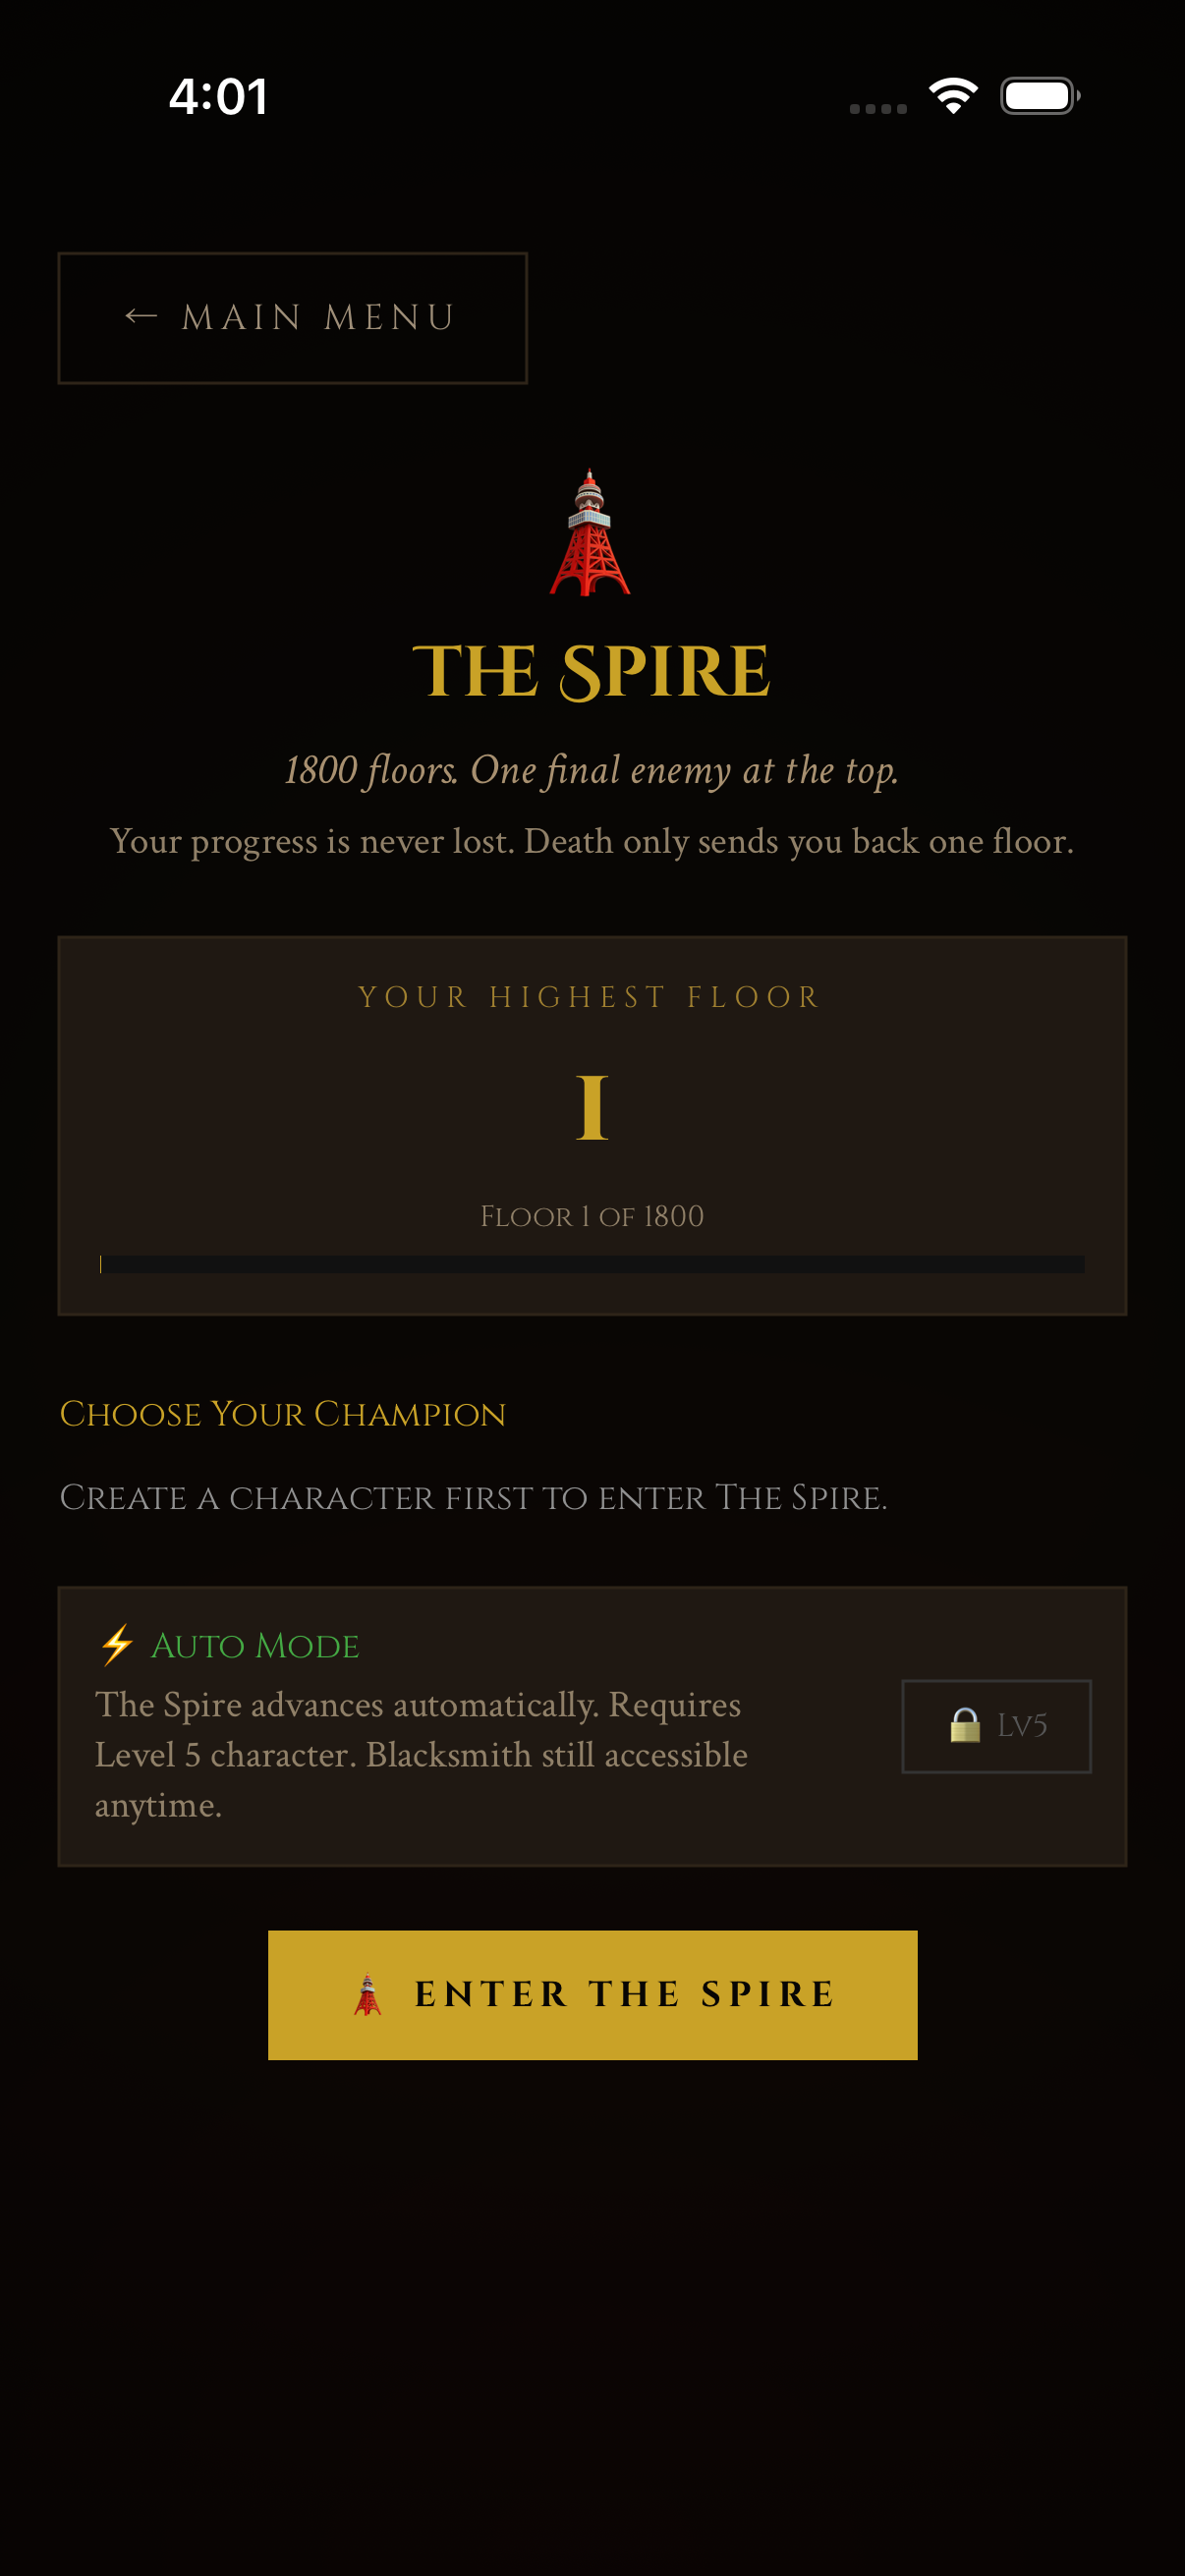 4:01
← MAIN MENU
THE SPIRE
1800 floors. One final enemy at the top.
Your progress is never lost. Death only sends you back one floor.
YOUR HIGHEST FLOOR
1
Floor 1 of 1800
Choose Your Champion
Create a character first to enter The Spire.
⚡ Auto Mode
The Spire advances automatically. Requires
Level 5 character. Blacksmith still accessible
anytime.
🔒 Lv5
🗼 ENTER THE SPIRE